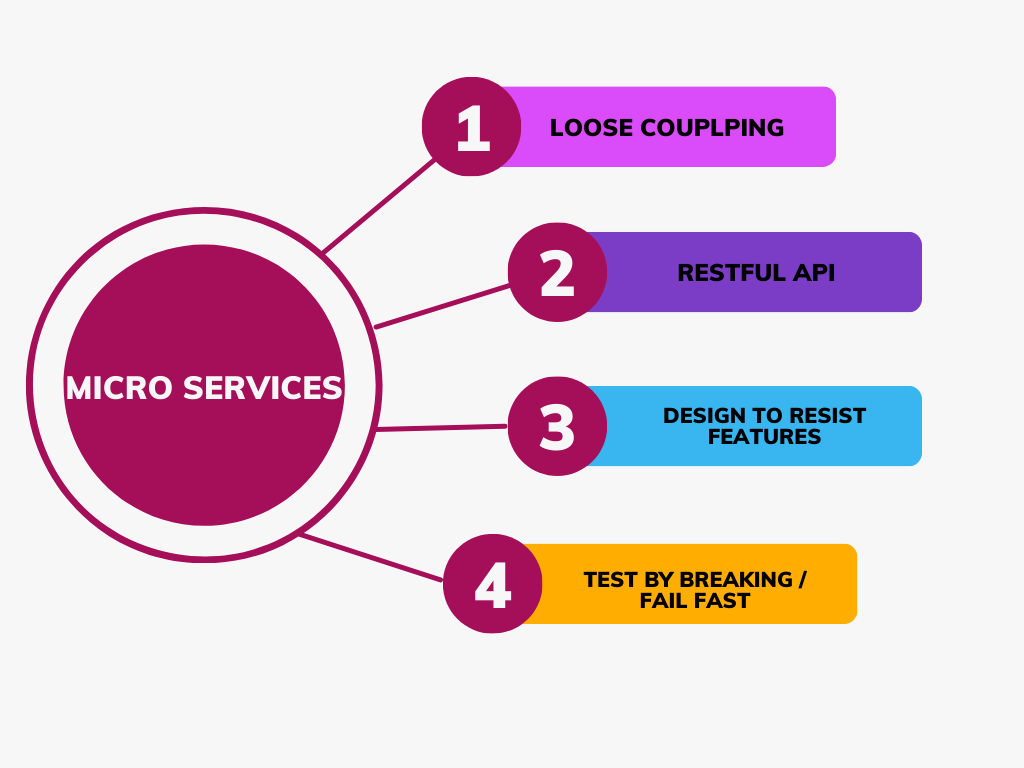 1
LOOSE COUPLPING
2
RESTFUL API
MICRO SERVICES
3
DESIGN TO RESIST
FEATURES
4
TEST BY BREAKING /
FAIL FAST